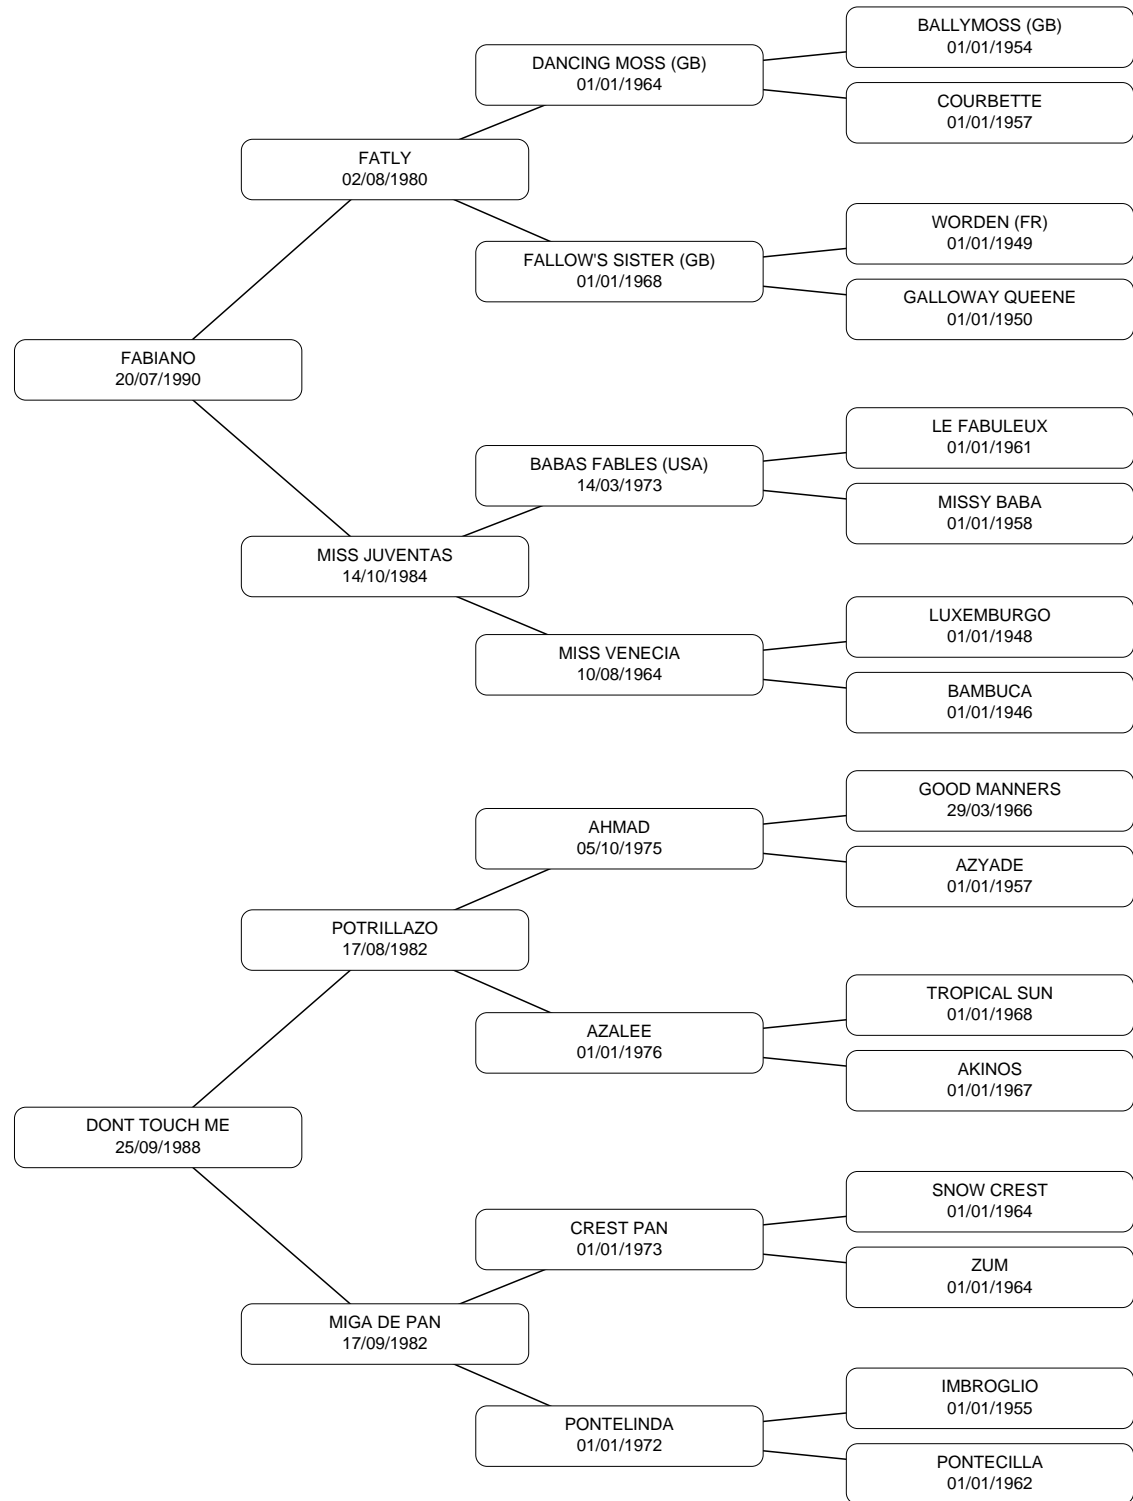 BALLYMOSS (GB)
01/01/1954
DANCING MOSS (GB)
01/01/1964
COURBETTE
01/01/1957
FATLY
02/08/1980
WORDEN (FR)
01/01/1949
FALLOW'S SISTER (GB)
01/01/1968
GALLOWAY QUEENE
01/01/1950
FABIANO
20/07/1990
LE FABULEUX
01/01/1961
BABAS FABLES (USA)
14/03/1973
MISSY BABA
01/01/1958
MISS JUVENTAS
14/10/1984
LUXEMBURGO
01/01/1948
MISS VENECIA
10/08/1964
BAMBUCA
01/01/1946
GOOD MANNERS
29/03/1966
AHMAD
05/10/1975
AZYADE
01/01/1957
POTRILLAZO
17/08/1982
TROPICAL SUN
01/01/1968
AZALEE
01/01/1976
AKINOS
01/01/1967
DONT TOUCH ME
25/09/1988
SNOW CREST
01/01/1964
CREST PAN
01/01/1973
ZUM
01/01/1964
MIGA DE PAN
17/09/1982
IMBROGLIO
01/01/1955
PONTELINDA
01/01/1972
PONTECILLA
01/01/1962